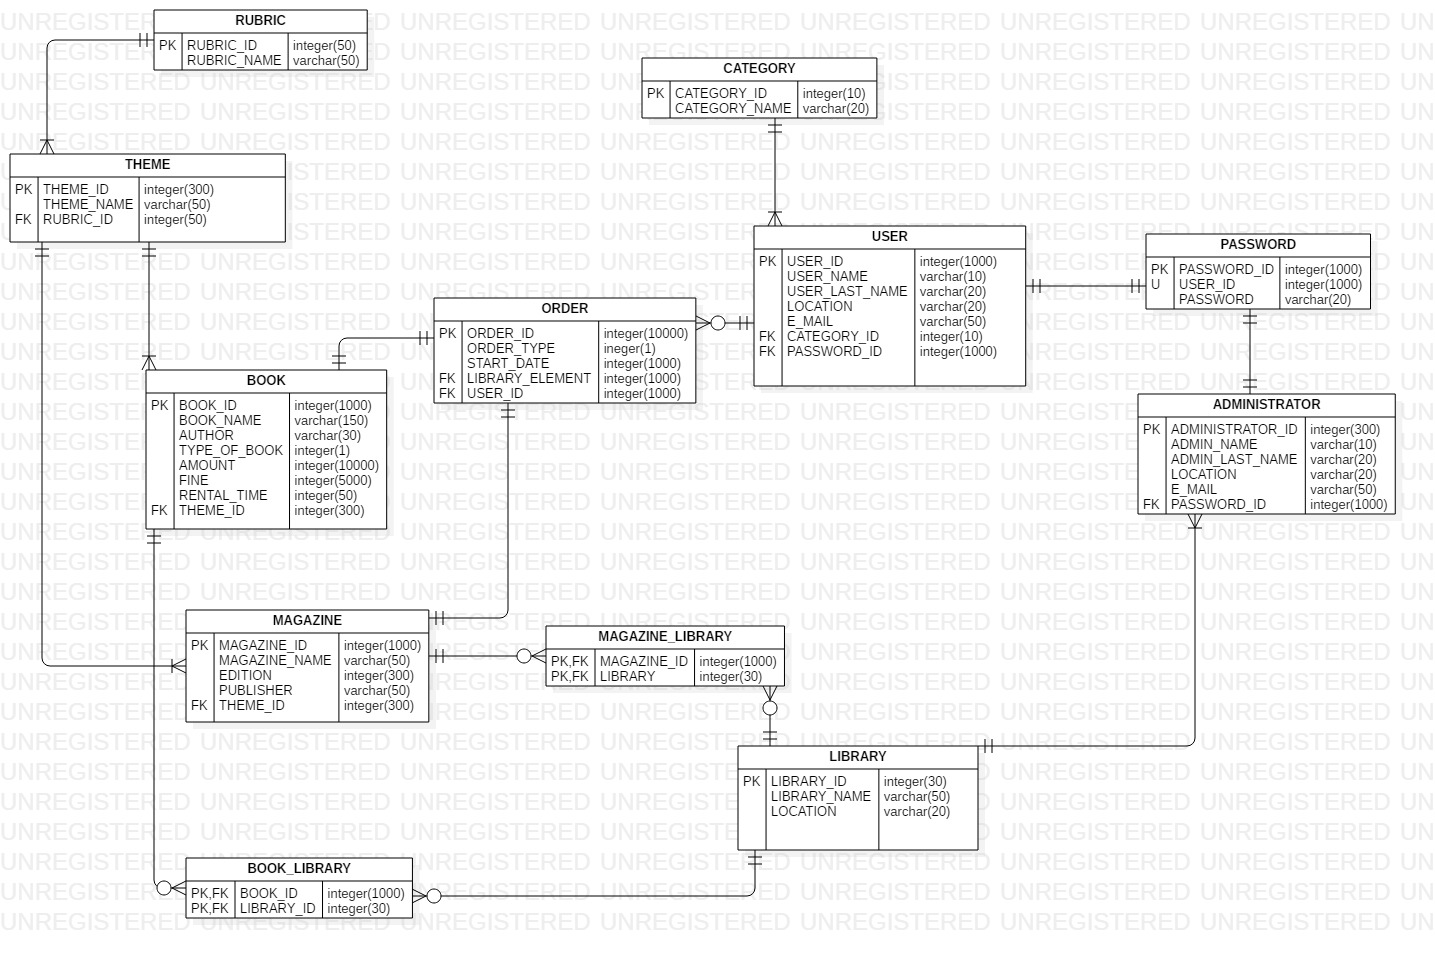 RUBRIC
PK RUBRIC_ID integer(50)
RUBRIC_NAME varchar(50)
CATEGORY
PK CATEGORY_ID integer(10)
CATEGORY_NAME varchar(20)
THEME
PK THEME_ID integer(300)
THEME_NAME varchar(50)
FK RUBRIC_ID integer(50)
USER
PK USER_ID integer(1000)
USER_NAME varchar(10)
USER_LAST_NAME varchar(20)
LOCATION varchar(20)
E_MAIL varchar(50)
FK CATEGORY_ID integer(10)
FK PASSWORD_ID integer(1000)
PASSWORD
PK PASSWORD_ID integer(1000)
U USER_ID integer(1000)
PASSWORD varchar(20)
ORDER
PK ORDER_ID integer(10000)
ORDER_TYPE ineger(1)
START_DATE integer(1000)
FK LIBRARY_ELEMENT integer(1000)
FK USER_ID integer(1000)
BOOK
PK BOOK_ID integer(1000)
BOOK_NAME varchar(150)
AUTHOR varchar(30)
TYPE_OF_BOOK integer(1)
AMOUNT integer(10000)
FINE integer(5000)
RENTAL_TIME integer(50)
FK THEME_ID integer(300)
ADMINISTRATOR
PK ADMINISTRATOR_ID integer(300)
ADMIN_NAME varchar(10)
ADMIN_LAST_NAME varchar(20)
LOCATION varchar(20)
E_MAIL varchar(50)
FK PASSWORD_ID integer(1000)
MAGAZINE
PK MAGAZINE_ID integer(1000)
MAGAZINE_NAME varchar(50)
EDITION integer(300)
PUBLISHER varchar(50)
FK THEME_ID integer(300)
MAGAZINE_LIBRARY
PK,FK MAGAZINE_ID integer(1000)
PK,FK LIBRARY integer(30)
LIBRARY
PK LIBRARY_ID integer(30)
LIBRARY_NAME varchar(50)
LOCATION varchar(20)
BOOK_LIBRARY
PK,FK BOOK_ID integer(1000)
PK,FK LIBRARY_ID integer(30)
UNREGISTERED